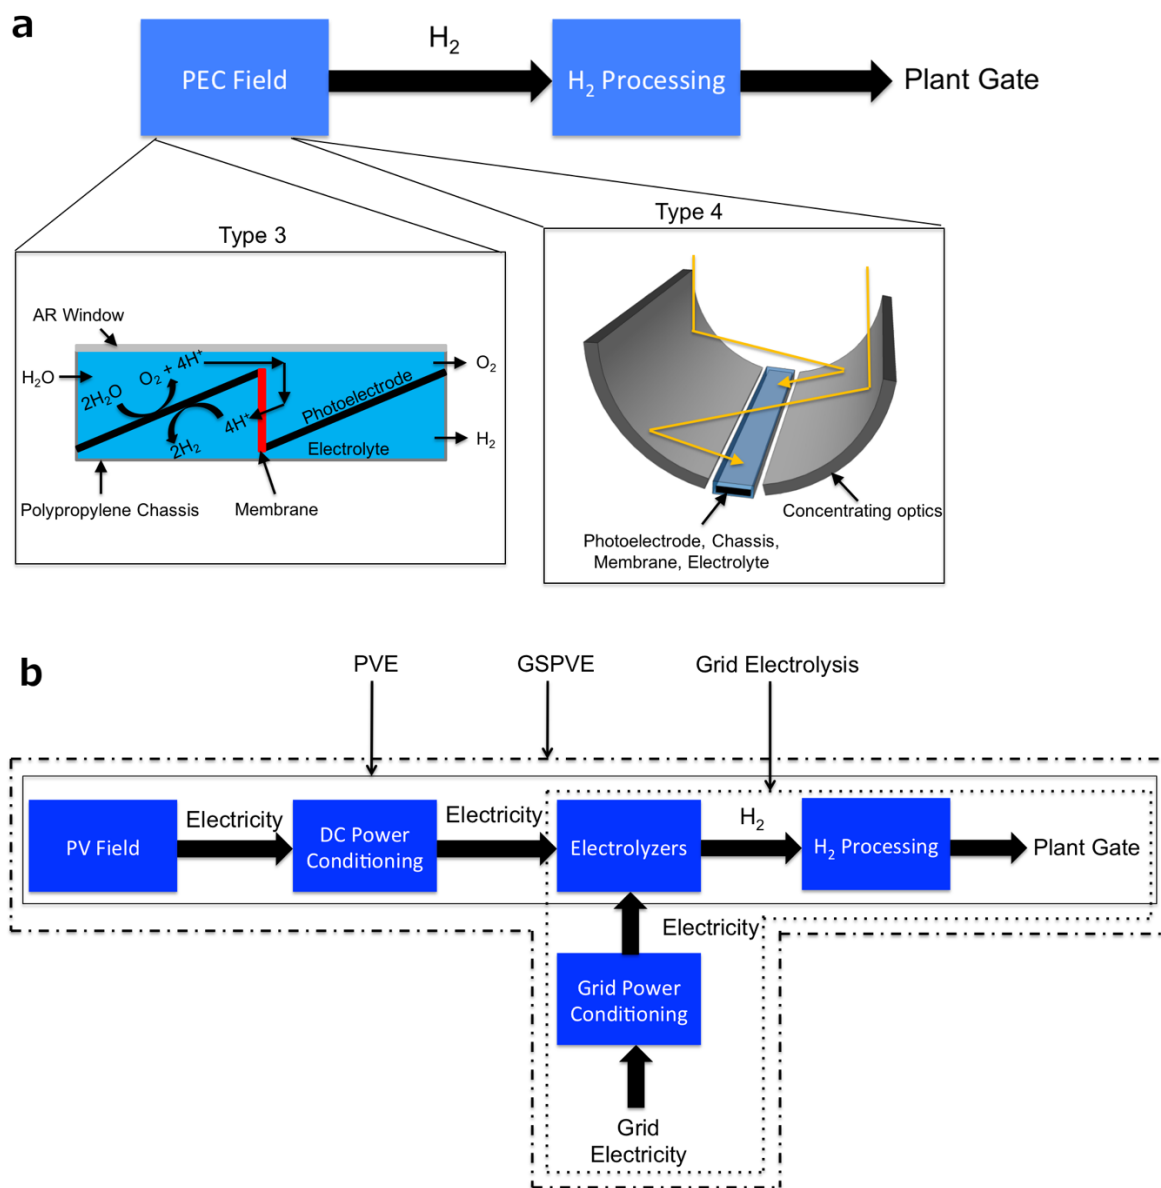 a
PEC Field
H₂
H₂ Processing
Plant Gate
Type 3
AR Window
H₂O
2H₂O
O₂ + 4H⁺
4H⁺
2H₂
Photoelectrode
Electrolyte
O₂
H₂
Polypropylene Chassis
Membrane
Type 4
Concentrating optics
Photoelectrode, Chassis,
Membrane, Electrolyte
b
PVE
GSPVE
Grid Electrolysis
PV Field
Electricity
DC Power
Conditioning
Electricity
Electrolyzers
H₂
H₂ Processing
Plant Gate
Electricity
Grid Power
Conditioning
Grid
Electricity